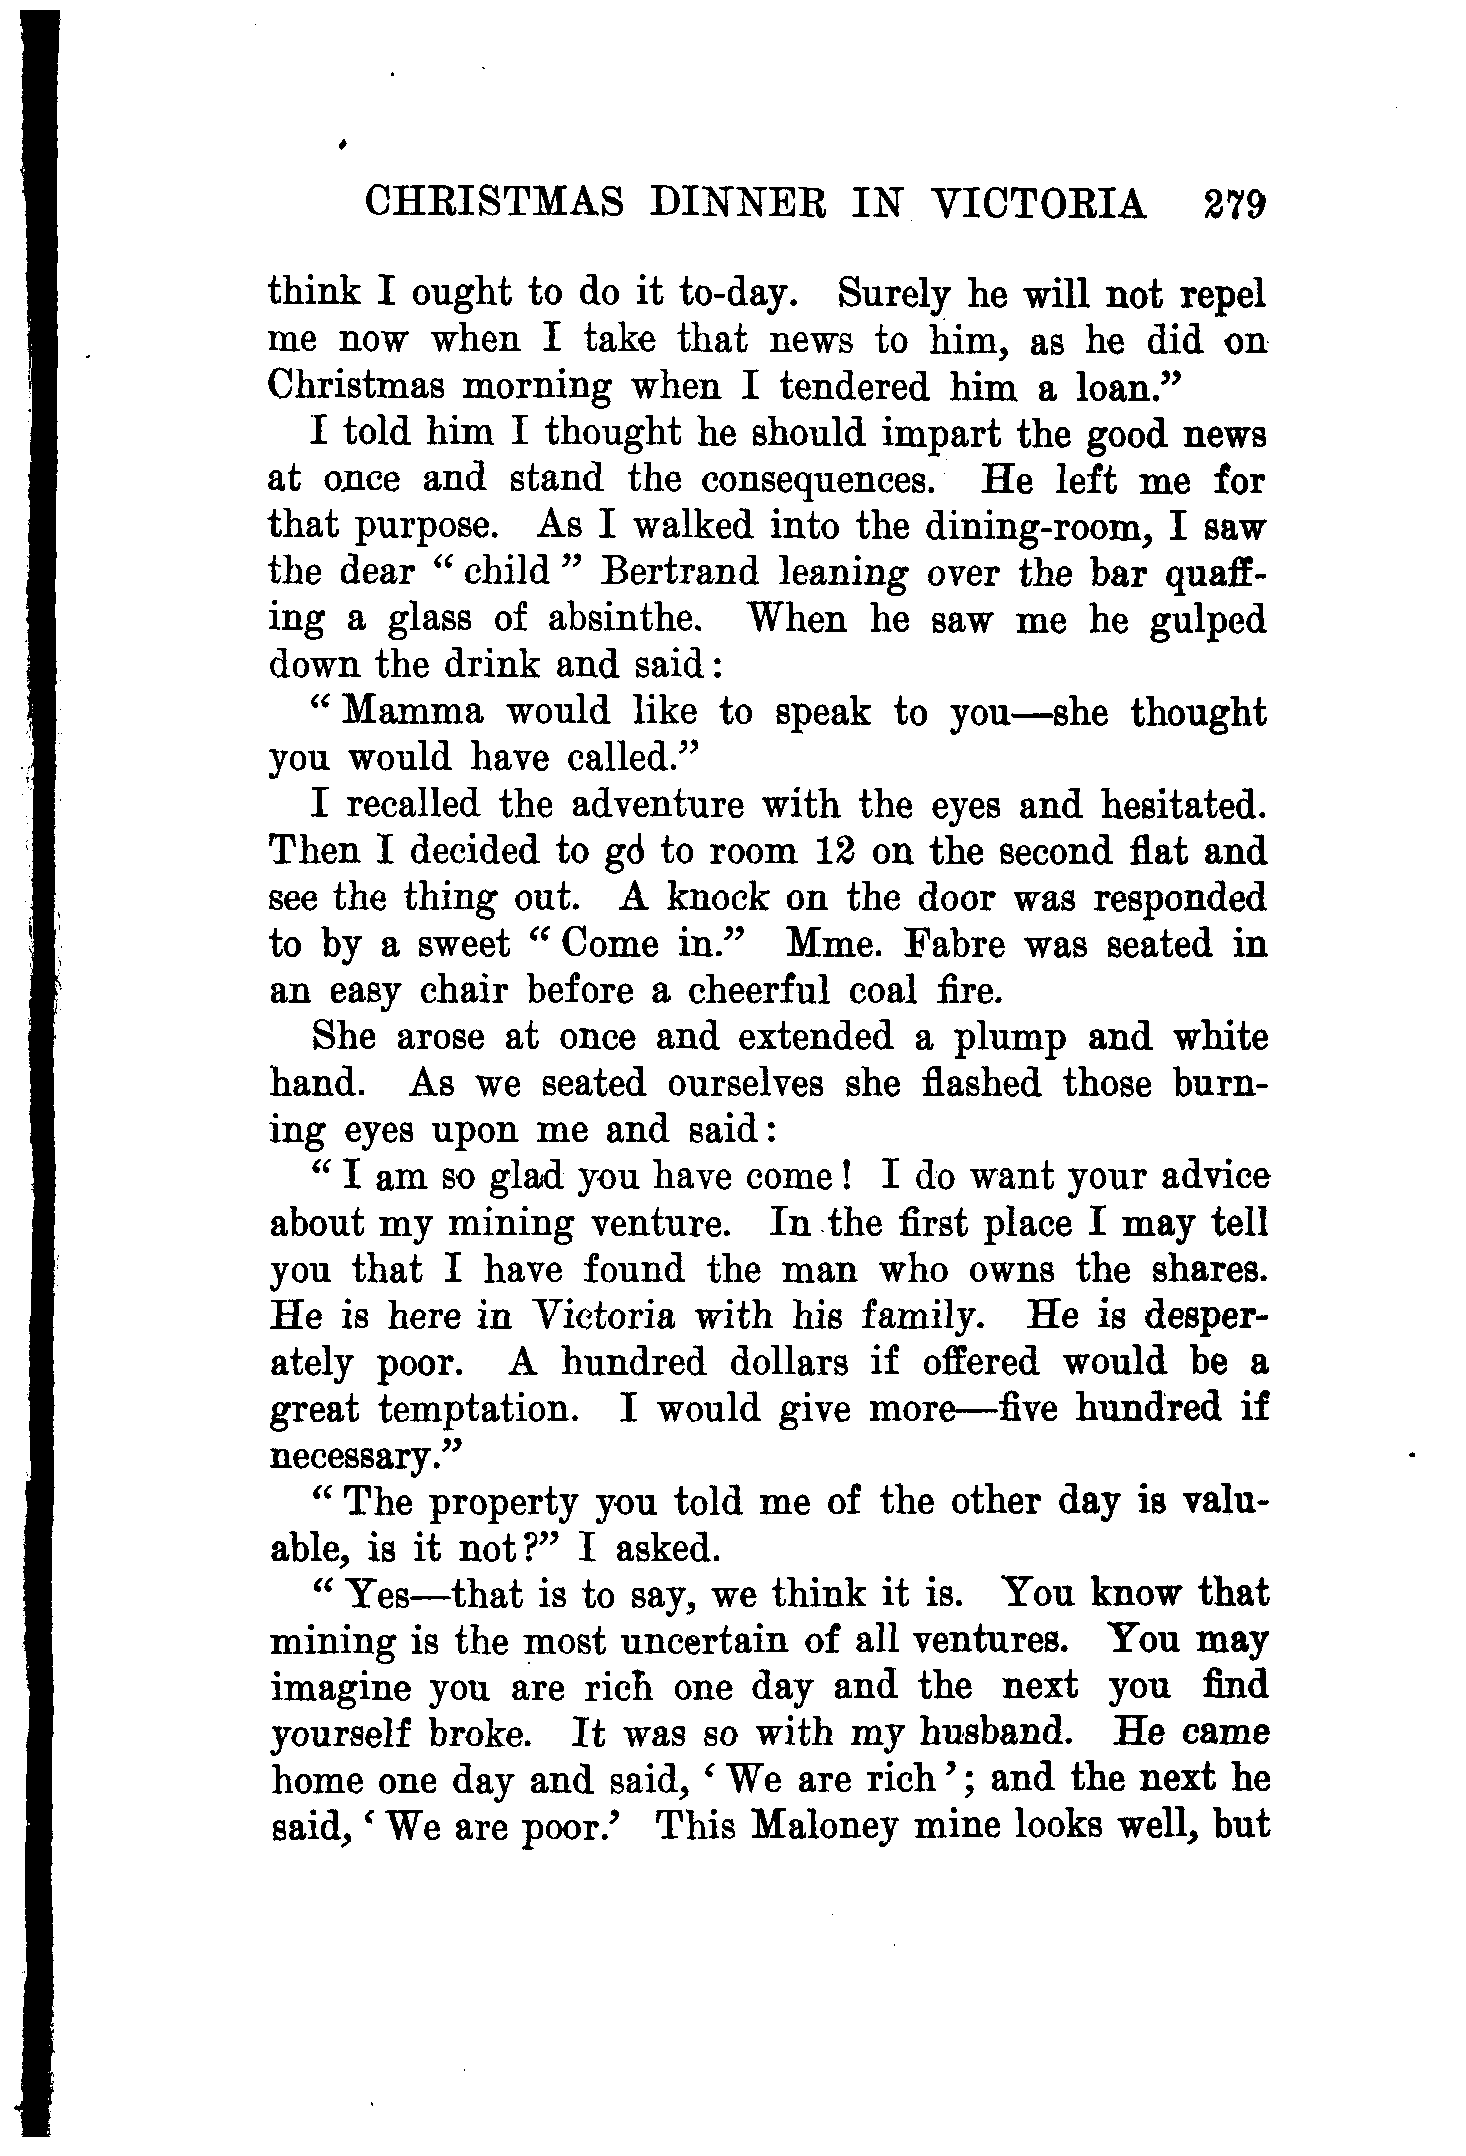 CHRISTMAS DINNER IN VICTORIA 279
think I ought to do it to-day. Surely he will not repel
me now when I take that news to him, as he did on
Christmas morning when I tendered him a loan.”
I told him I thought he should impart the good news
at once and stand the consequences. He left me for
that purpose. As I walked into the dining-room, I saw
the dear “ child ” Bertrand leaning over the bar quaff-
ing a glass of absinthe. When he saw me he gulped
down the drink and said :
“ Mamma would like to speak to you—she thought
you would have called.”
I recalled the adventure with the eyes and hesitated.
Then I decided to go to room 12 on the second flat and
see the thing out. A knock on the door was responded
to by a sweet “ Come in.” Mme. Fabre was seated in
an easy chair before a cheerful coal fire.
She arose at once and extended a plump and white
hand. As we seated ourselves she flashed those burn-
ing eyes upon me and said :
“ I am so glad you have come ! I do want your advice
about my mining venture. In the first place I may tell
you that I have found the man who owns the shares.
He is here in Victoria with his family. He is desper-
ately poor. A hundred dollars if offered would be a
great temptation. I would give more—five hundred if
necessary.”
“ The property you told me of the other day is valu-
able, is it not ?” I asked.
“ Yes—that is to say, we think it is. You know that
mining is the most uncertain of all ventures. You may
imagine you are rich one day and the next you find
yourself broke. It was so with my husband. He came
home one day and said, ‘ We are rich ’ ; and the next he
said, ‘ We are poor.’ This Maloney mine looks well, but